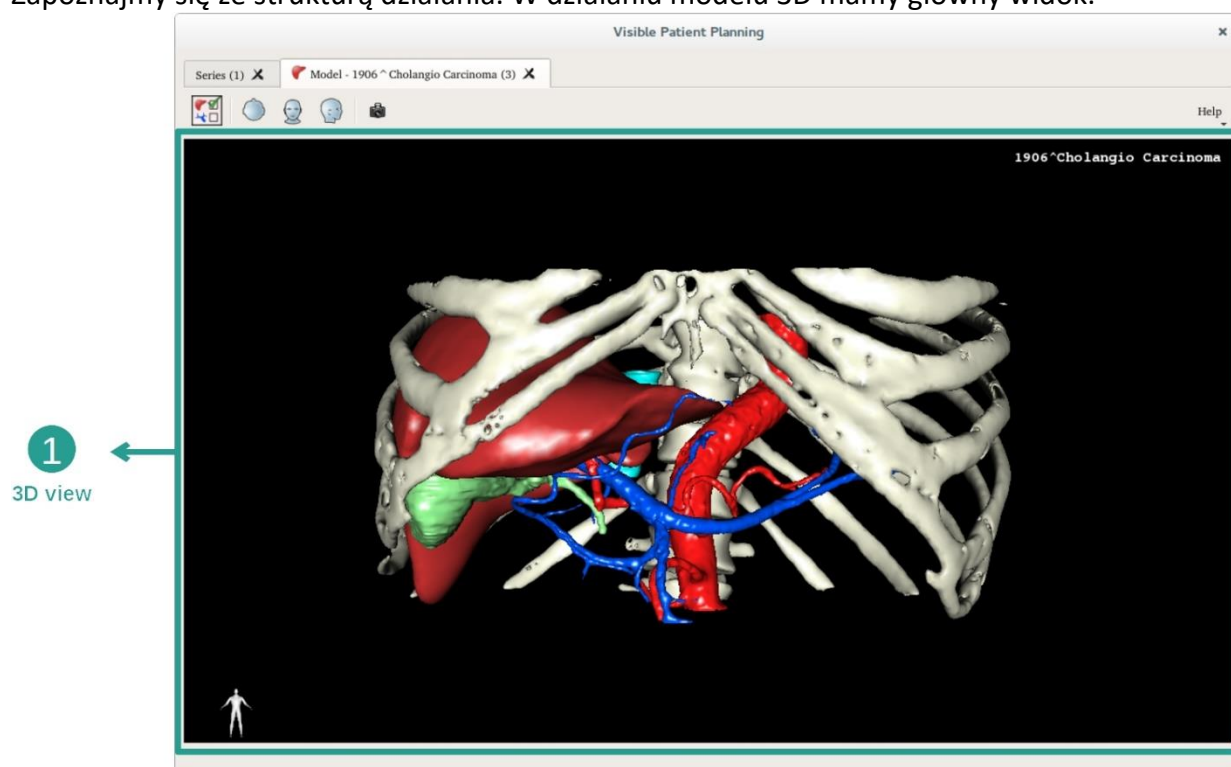 Zapoznajmy się ze strukturą działania: W działaniu modelu 3D mamy główny widok:
Visible Patient Planning
Series (1)
Model - 1906 ^ Cholangio Carcinoma (3)
Help
1906^Cholangio Carcinoma
1
3D view